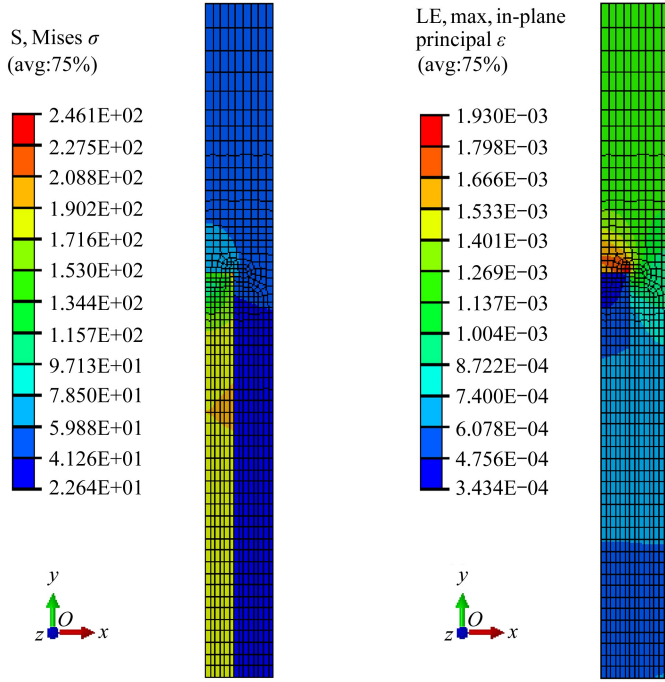 S, Mises σ
(avg:75%)
2.461E+02
2.275E+02
2.088E+02
1.902E+02
1.716E+02
1.530E+02
1.344E+02
1.157E+02
9.713E+01
7.850E+01
5.988E+01
4.126E+01
2.264E+01
y
O
z
x
LE, max, in-plane
principal ε
(avg:75%)
1.930E−03
1.798E−03
1.666E−03
1.533E−03
1.401E−03
1.269E−03
1.137E−03
1.004E−03
8.722E−04
7.400E−04
6.078E−04
4.756E−04
3.434E−04
y
O
z
x